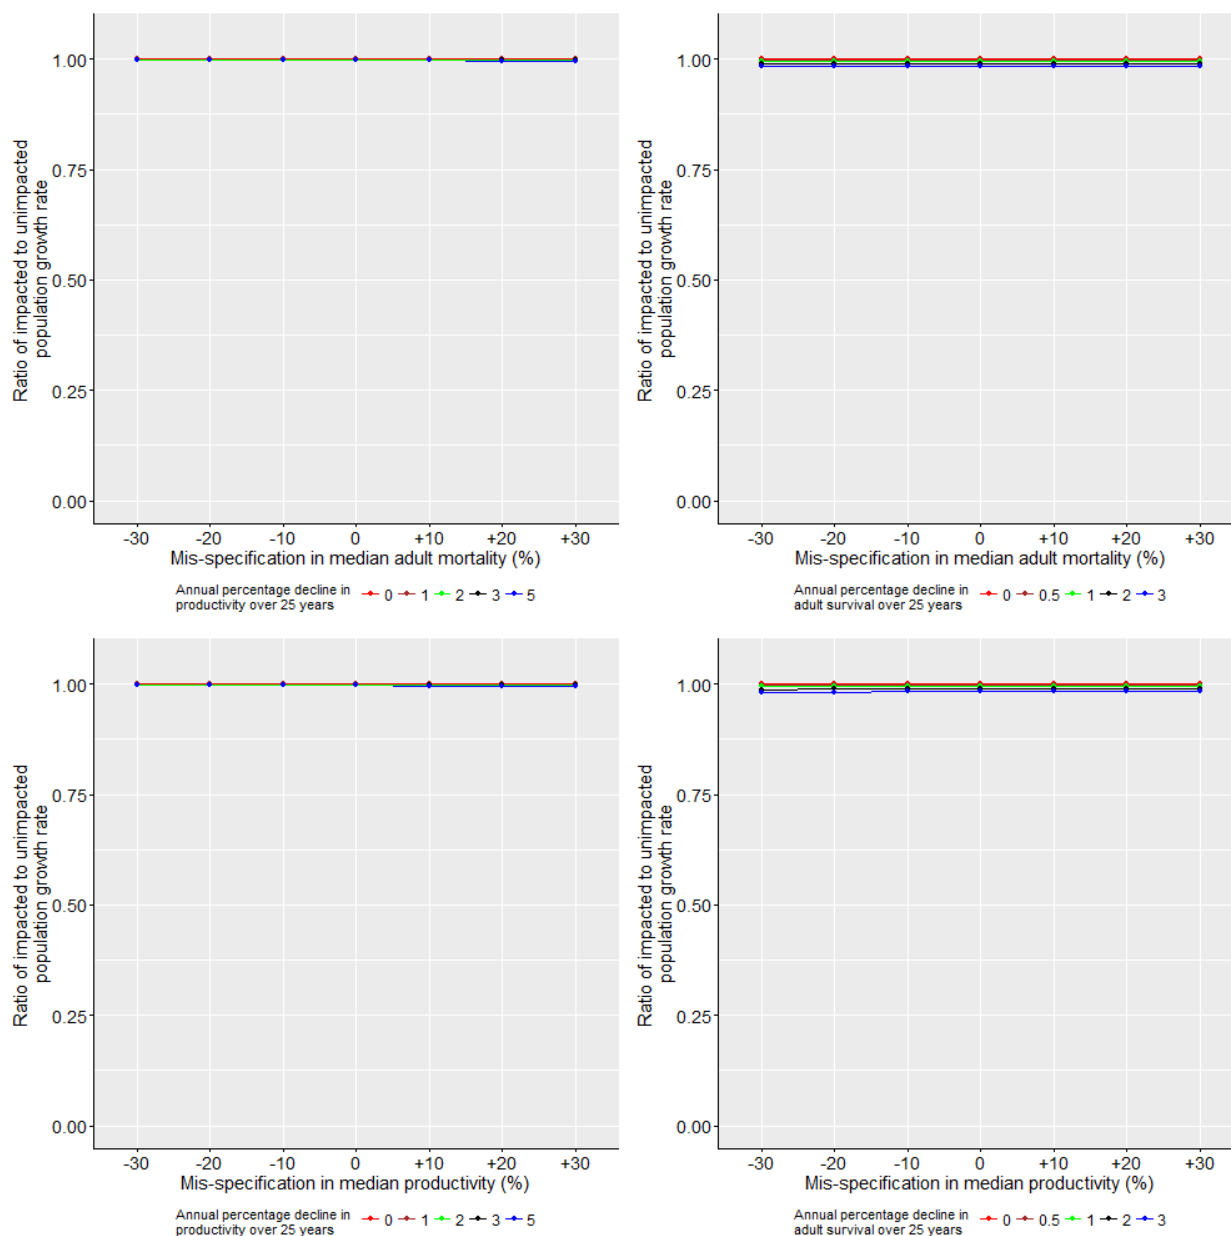 Ratio of impacted to unimpacted
population growth rate
1.00
0.75
0.50
0.25
0.00
-30 -20 -10 0 +10 +20 +30
Mis-specification in median adult mortality (%)
Annual percentage decline in
productivity over 25 years
0 1 2 3 5
Ratio of impacted to unimpacted
population growth rate
1.00
0.75
0.50
0.25
0.00
-30 -20 -10 0 +10 +20 +30
Mis-specification in median adult mortality (%)
Annual percentage decline in
adult survival over 25 years
0 0.5 1 2 3
Ratio of impacted to unimpacted
population growth rate
1.00
0.75
0.50
0.25
0.00
-30 -20 -10 0 +10 +20 +30
Mis-specification in median productivity (%)
Annual percentage decline in
productivity over 25 years
0 1 2 3 5
Ratio of impacted to unimpacted
population growth rate
1.00
0.75
0.50
0.25
0.00
-30 -20 -10 0 +10 +20 +30
Mis-specification in median productivity (%)
Annual percentage decline in
adult survival over 25 years
0 0.5 1 2 3